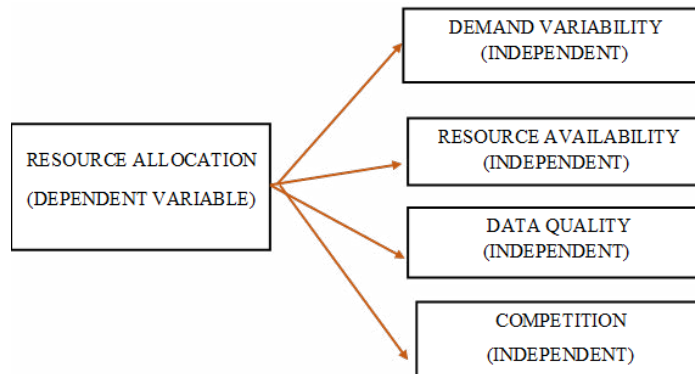 DEMAND VARIABILITY
(INDEPENDENT)
RESOURCE ALLOCATION
(DEPENDENT VARIABLE)
RESOURCE AVAILABILITY
(INDEPENDENT)
DATA QUALITY
(INDEPENDENT)
COMPETITION
(INDEPENDENT)